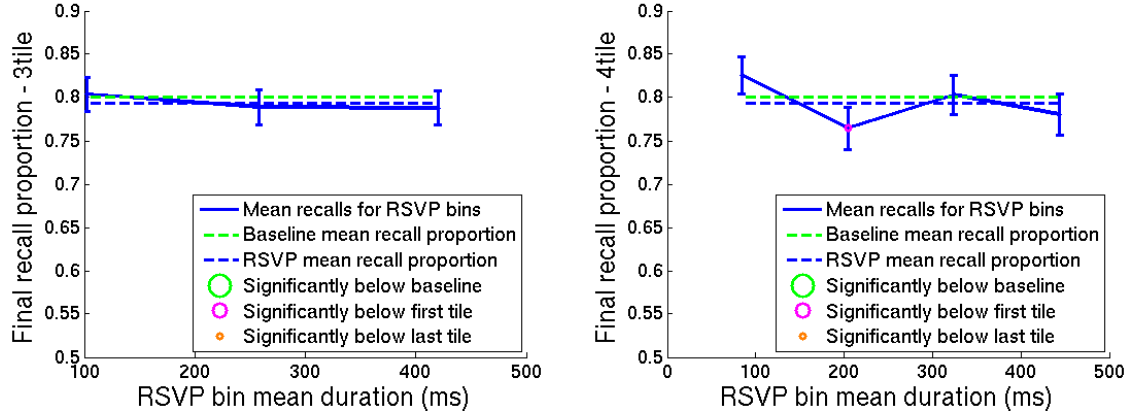 Final recall proportion - 3tile
0.9
0.85
0.8
0.75
0.7
0.65
0.6
0.55
0.5
100
200
300
400
500
RSVP bin mean duration (ms)
Mean recalls for RSVP bins
Baseline mean recall proportion
RSVP mean recall proportion
Significantly below baseline
Significantly below first tile
Significantly below last tile
Final recall proportion - 4tile
0.9
0.85
0.8
0.75
0.7
0.65
0.6
0.55
0.5
0
100
200
300
400
500
RSVP bin mean duration (ms)
Mean recalls for RSVP bins
Baseline mean recall proportion
RSVP mean recall proportion
Significantly below baseline
Significantly below first tile
Significantly below last tile